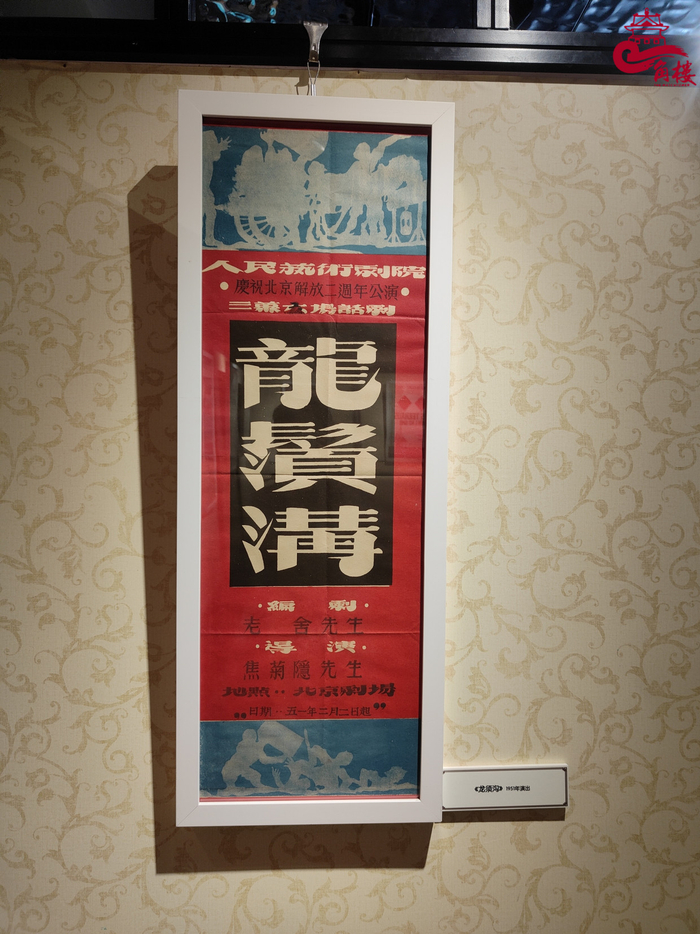 角楼
人民藝術劇院
慶祝北京解放二週年公演
三幕六場話劇
龍鬚溝
編劇
老舍先生
導演
焦菊隱先生
地點··北京劇場
日期··五一年二月二日起
《龙须沟》 1951年演出